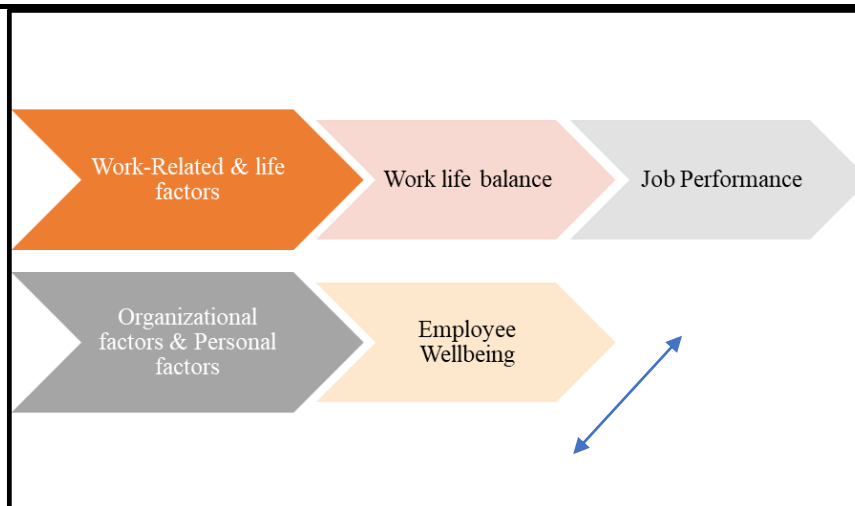 Work-Related & life
factors
Work life balance
Job Performance
Organizational
factors & Personal
factors
Employee
Wellbeing